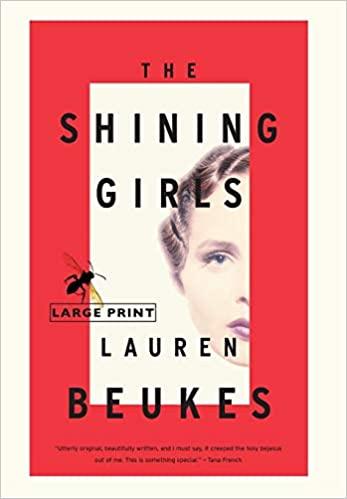 THE
SHINING
GIRLS
LARGE PRINT
LAUREN
BEUKES
"Utterly original, beautifully written, and I must say, it creeped the holy bejesus
out of me. This is something special." – Tana French